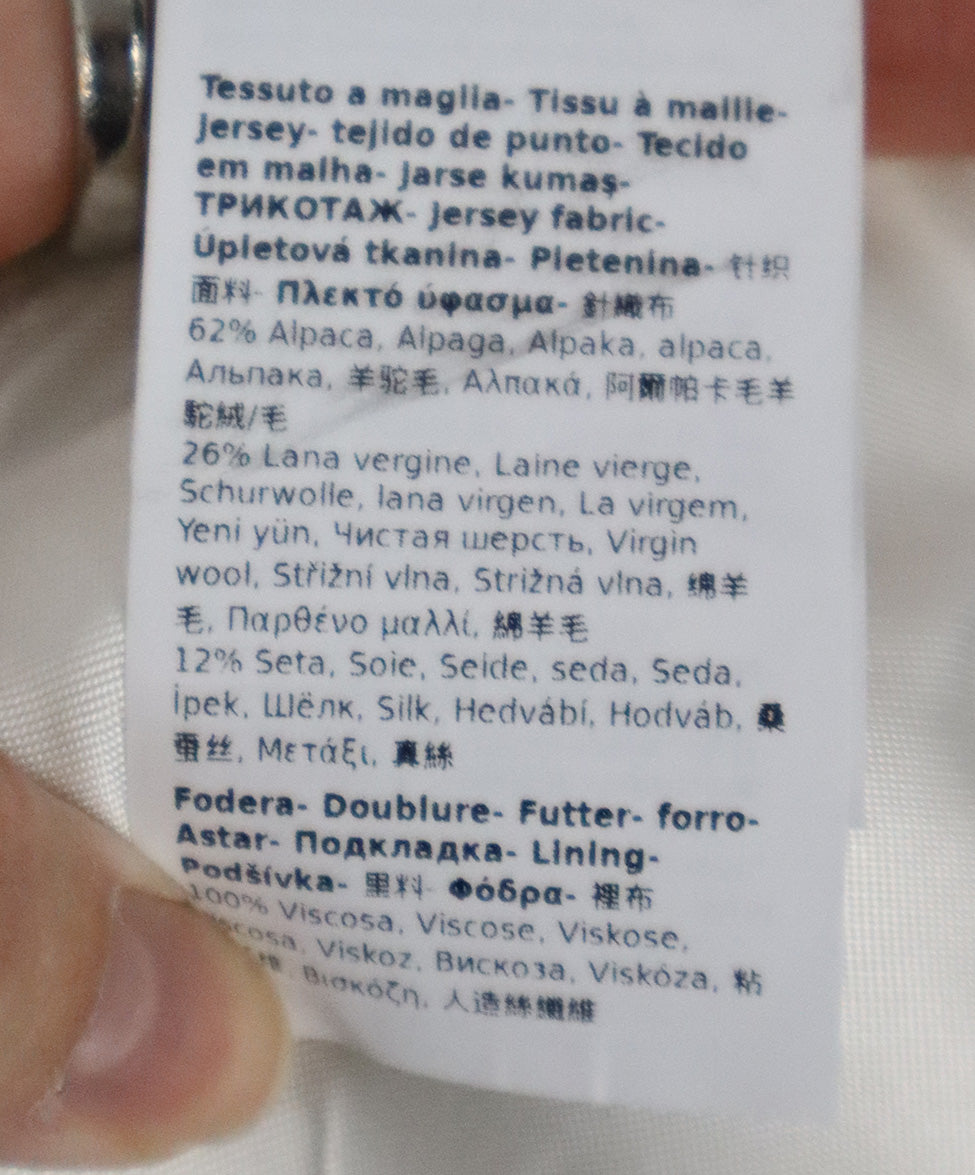 Tessuto a maglia- Tissu à maille-
Jersey- tejido de punto- Tecido
em malha- Jarse kumaş-
ТРИКОТАЖ- Jersey fabric-
Úpletová tkanina- Pletenina- 针织
面料- Πλεκτό ύφασμα- 針織布
62% Alpaca, Alpaga, Alpaka, alpaca,
Альпака, 羊驼毛, Αλπακά, 阿爾帕卡毛羊
駝絨/毛
26% Lana vergine, Laine vierge,
Schurwolle, lana virgen, La virgem,
Yeni yün, Чистая шерсть, Virgin
wool, Střižní vlna, Strižná vlna, 绵羊
毛, Παρθένο μαλλί, 綿羊毛
12% Seta, Soie, Seide, seda, Seda,
İpek, Шёлк, Silk, Hedvábí, Hodváb, 桑
蚕丝, Μετάξι, 真絲
Fodera- Doublure- Futter- forro-
Astar- Подкладка- Lining-
Podšívka- 里料- Φόδρα- 裡布
100% Viscosa, Viscose, Viskose,
Viskoz, Вискоза, Viskóza, 粘
Βισκόζη, 人造絲纖維